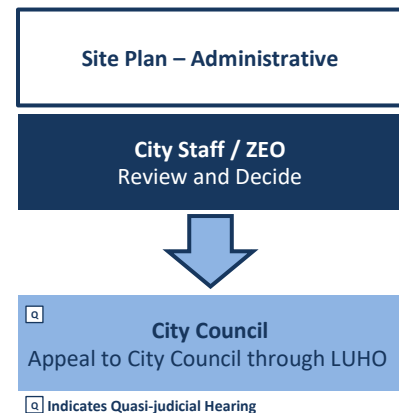 Site Plan – Administrative
City Staff / ZEO
Review and Decide
Q
City Council
Appeal to City Council through LUHO
Q Indicates Quasi-judicial Hearing